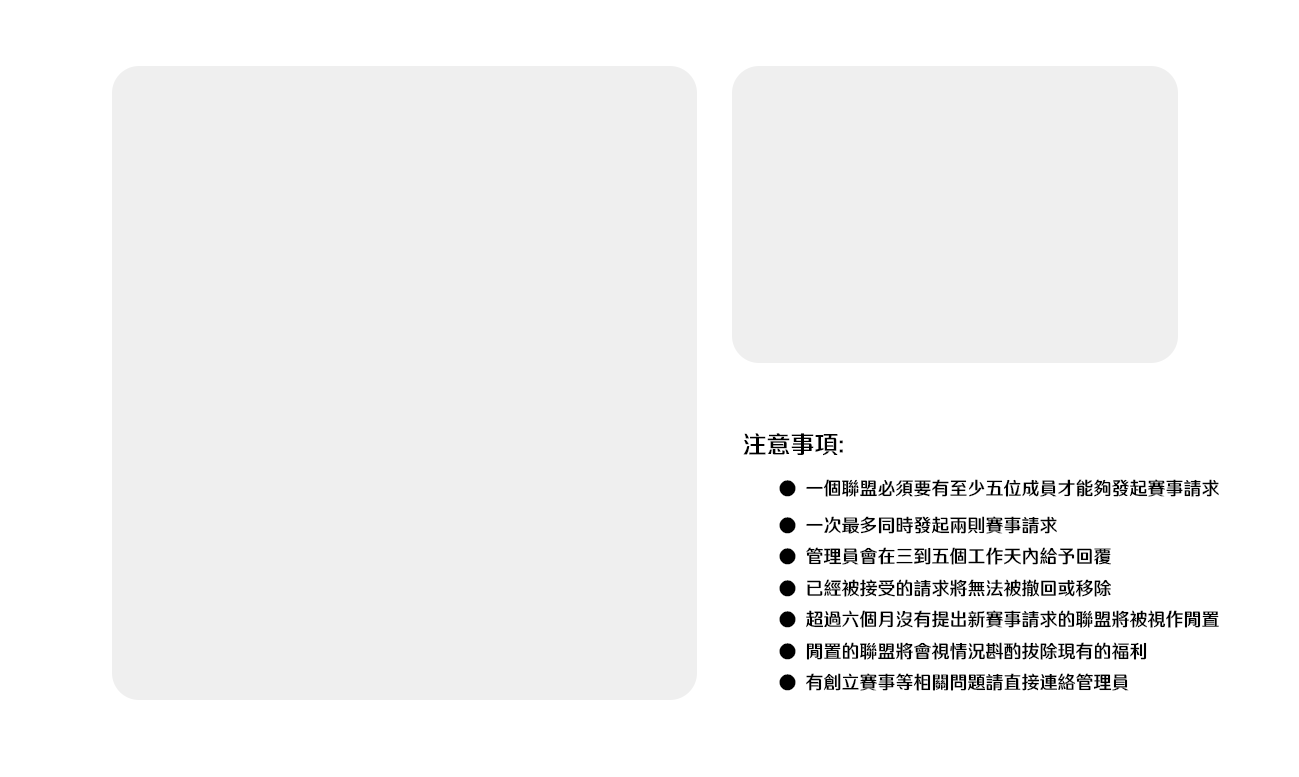 注意事項:
● 一個聯盟必須要有至少五位成員才能夠發起賽事請求
● 一次最多同時發起兩則賽事請求
● 管理員會在三到五個工作天內給予回覆
● 已經被接受的請求將無法被撤回或移除
● 超過六個月沒有提出新賽事請求的聯盟將被視作閒置
● 閒置的聯盟將會視情況斟酌拔除現有的福利
● 有創立賽事等相關問題請直接連絡管理員